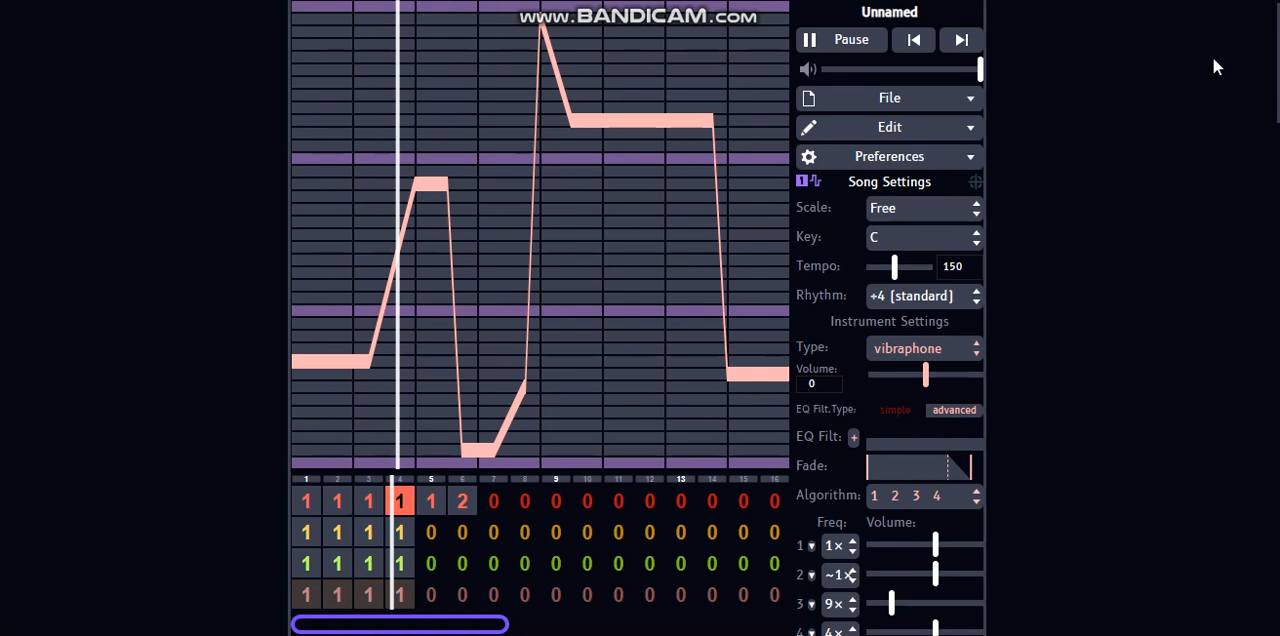 www.BANDICAM.com
Unnamed
Pause
File
Edit
Preferences
1 Song Settings
Scale: Free
Key: C
Tempo: 150
Rhythm: +4 [standard]
Instrument Settings
Type: vibraphone
Volume:
0
EQ Filt.Type: simple advanced
EQ Filt: +
Fade:
Algorithm: 1 2 3 4
Freq: Volume:
1 1×
2 ~1×
3 9×
4 4×
1 2 3 4 5 6 7 8 9 10 11 12 13 14 15 16
1 1 1 1 1 2 0 0 0 0 0 0 0 0 0 0
1 1 1 1 0 0 0 0 0 0 0 0 0 0 0 0
1 1 1 1 0 0 0 0 0 0 0 0 0 0 0 0
1 1 1 1 0 0 0 0 0 0 0 0 0 0 0 0